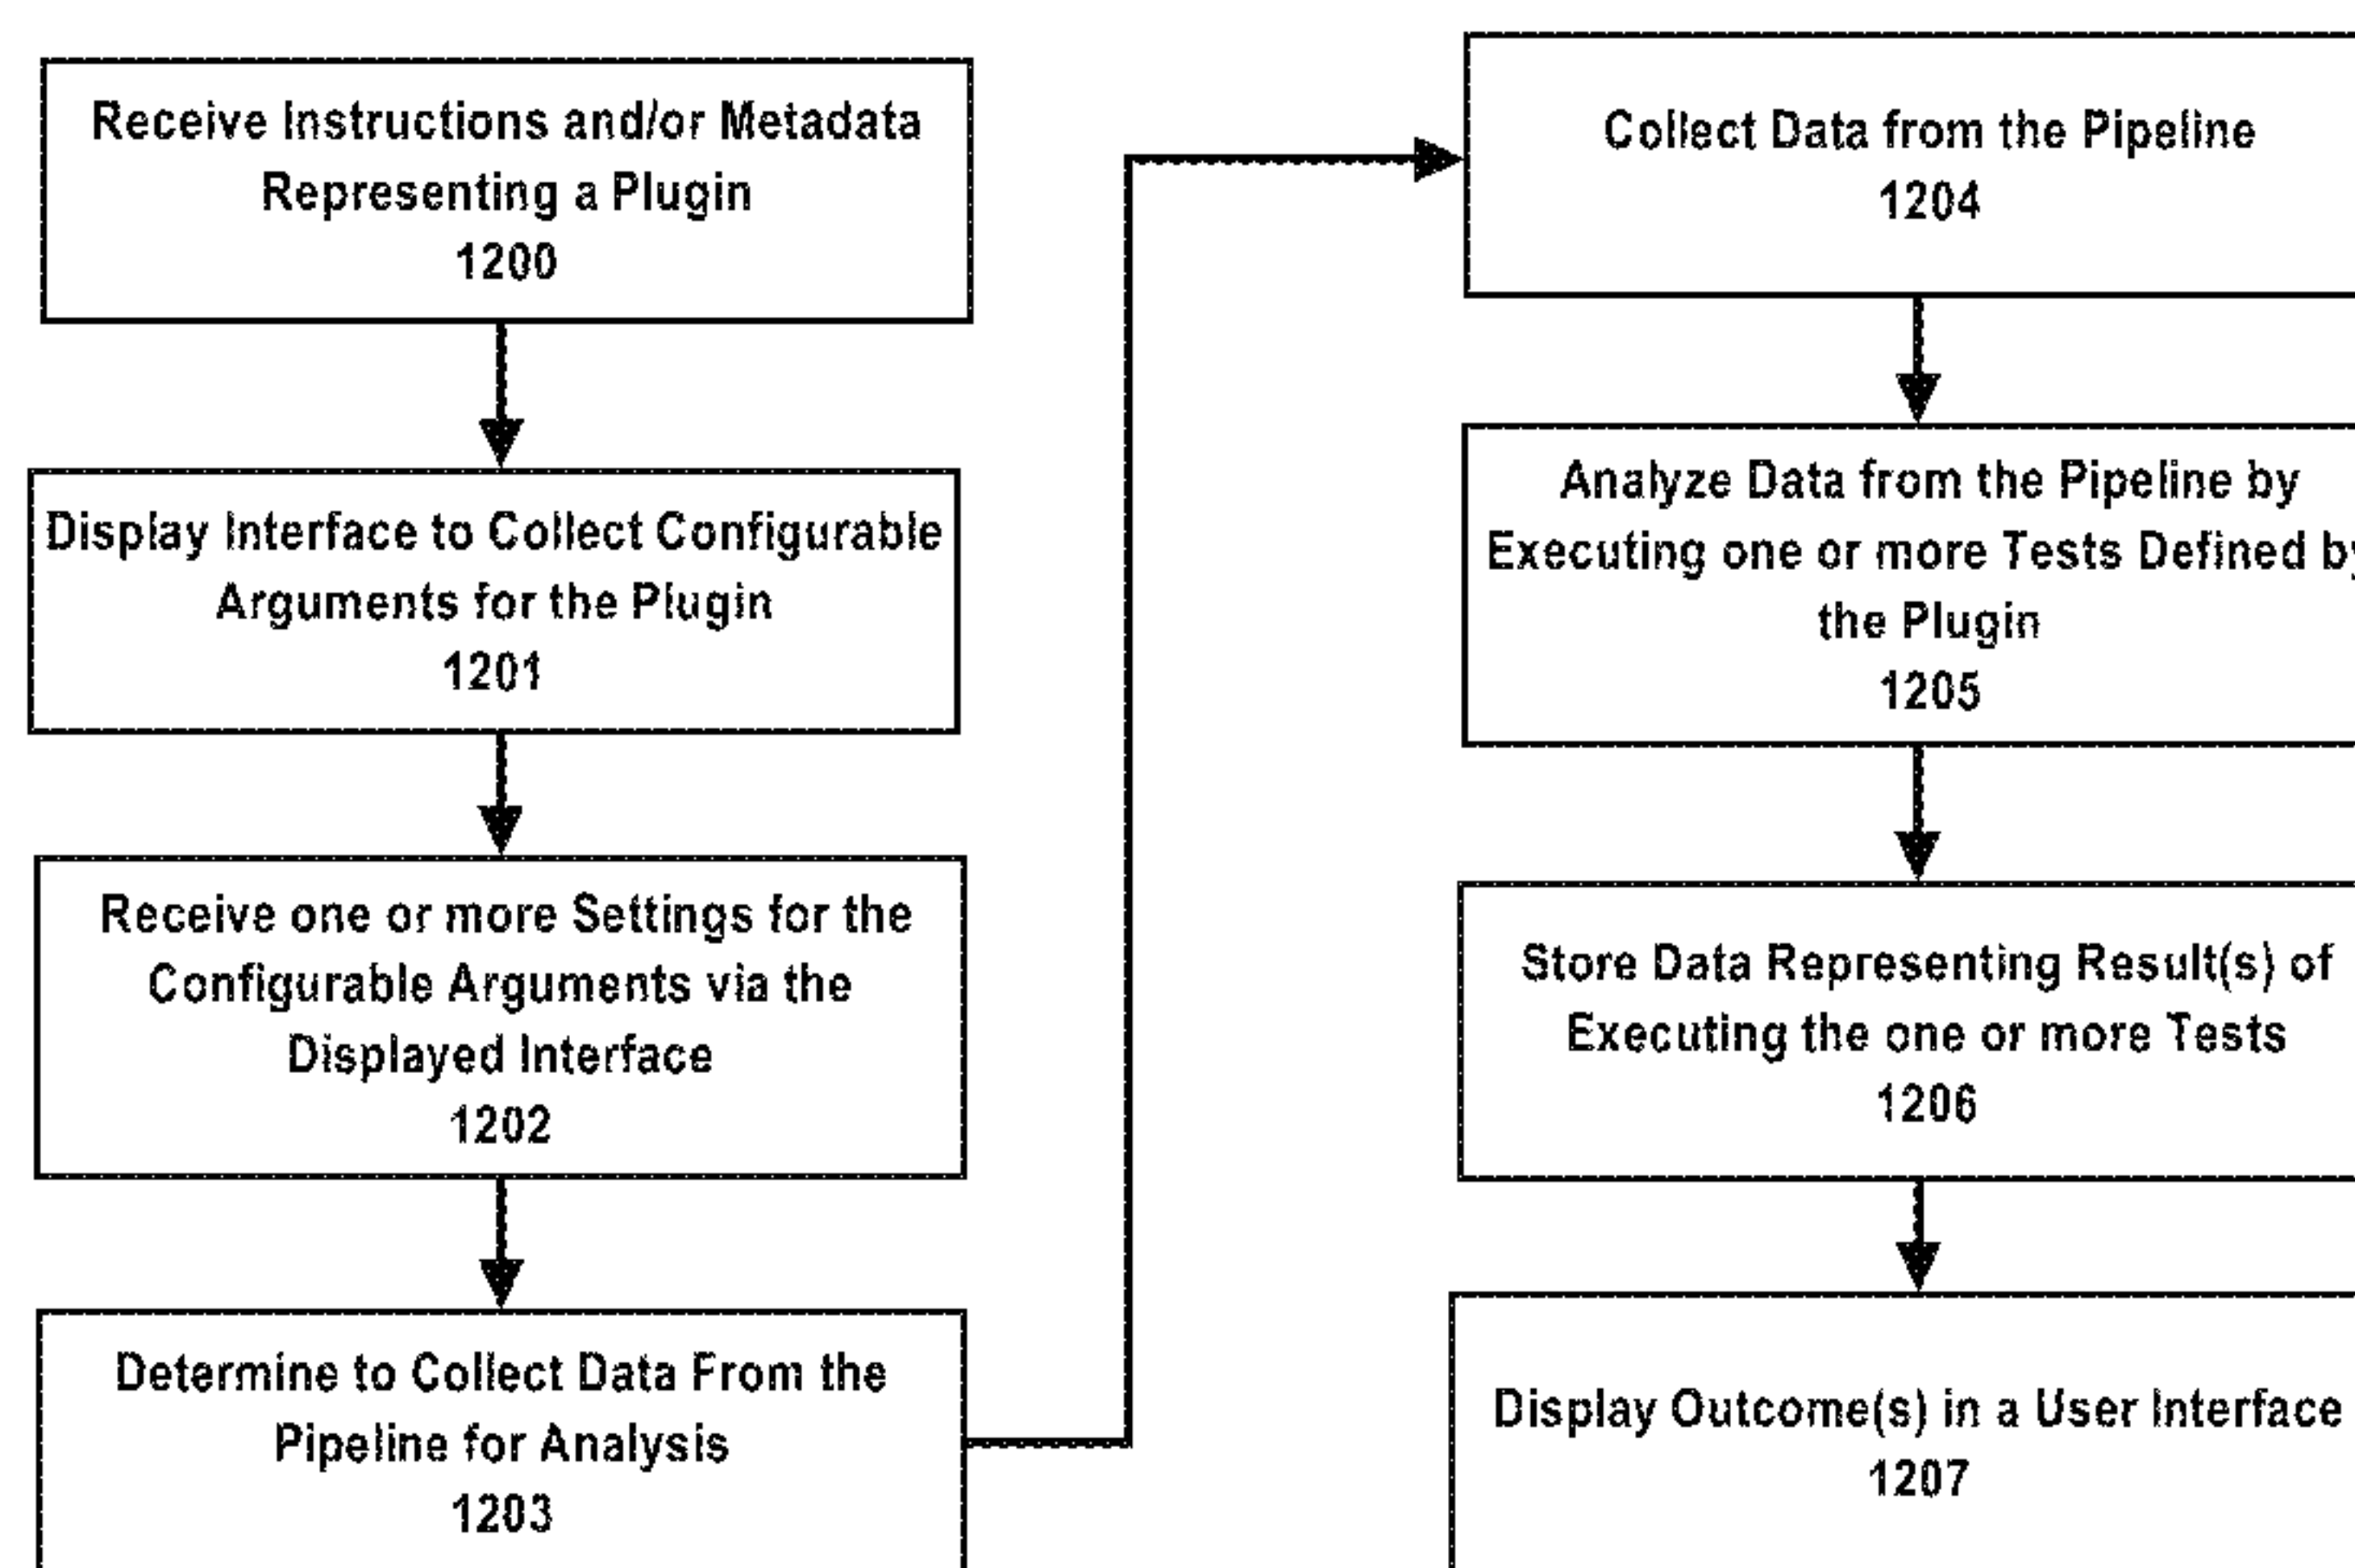 Receive Instructions and/or Metadata
Representing a Plugin
1200
Display Interface to Collect Configurable
Arguments for the Plugin
1201
Receive one or more Settings for the
Configurable Arguments via the
Displayed Interface
1202
Determine to Collect Data From the
Pipeline for Analysis
1203
Collect Data from the Pipeline
1204
Analyze Data from the Pipeline by
Executing one or more Tests Defined by
the Plugin
1205
Store Data Representing Result(s) of
Executing the one or more Tests
1206
Display Outcome(s) in a User Interface
1207